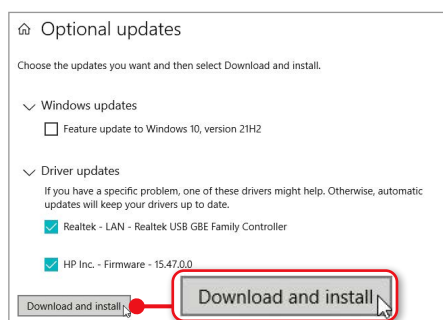 Optional updates
Choose the updates you want and then select Download and install.
Windows updates
Feature update to Windows 10, version 21H2
Driver updates
If you have a specific problem, one of these drivers might help. Otherwise, automatic
updates will keep your drivers up to date.
Realtek - LAN - Realtek USB GBE Family Controller
HP Inc. - Firmware - 15.47.0.0
Download and install
Download and install